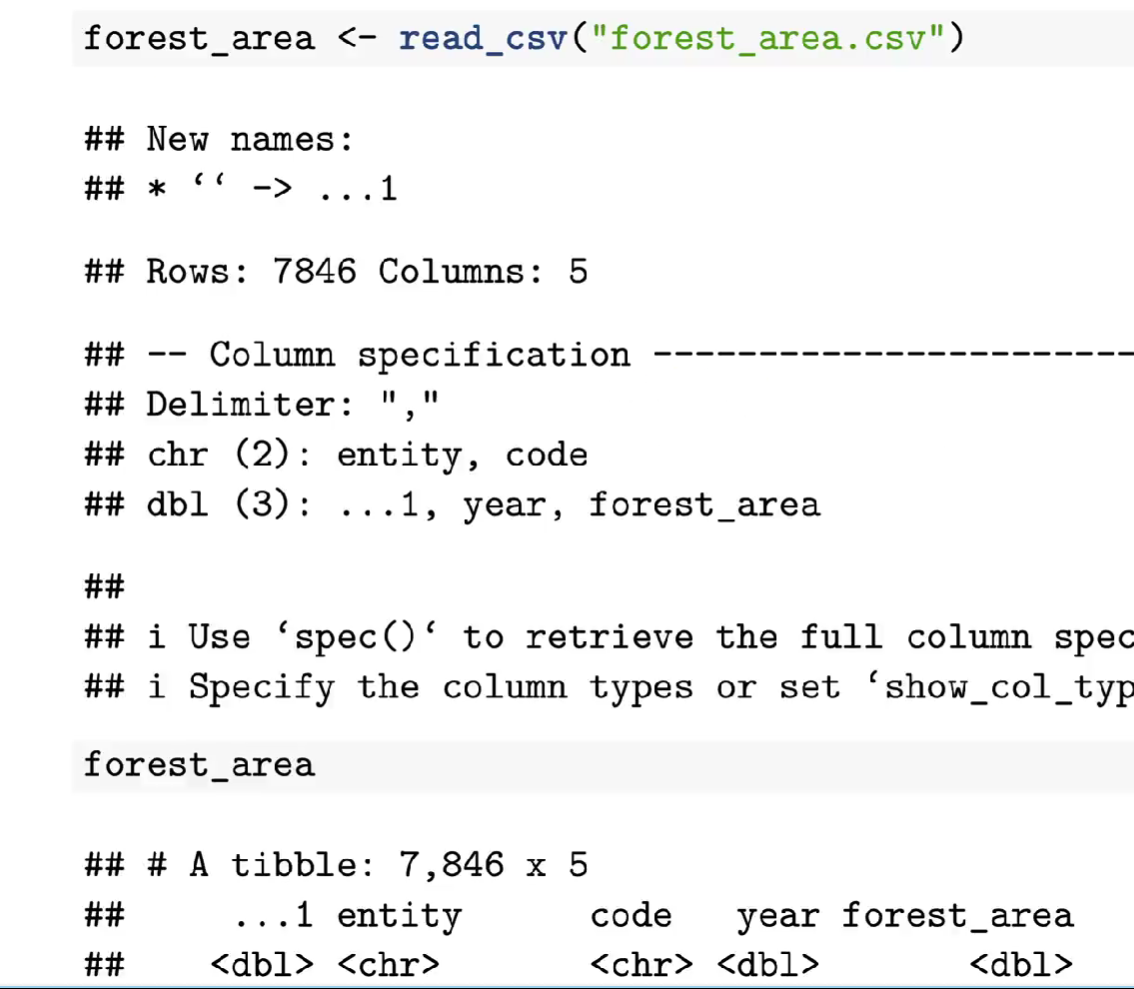 forest_area <- read_csv("forest_area.csv")
## New names:
## * ‘‘ -> ...1
## Rows: 7846 Columns: 5
## -- Column specification -----------------------
## Delimiter: ","
## chr (2): entity, code
## dbl (3): ...1, year, forest_area
##
## i Use ‘spec()‘ to retrieve the full column spec
## i Specify the column types or set ‘show_col_typ
forest_area
## # A tibble: 7,846 x 5
## ...1 entity code year forest_area
## <dbl> <chr> <chr> <dbl> <dbl>